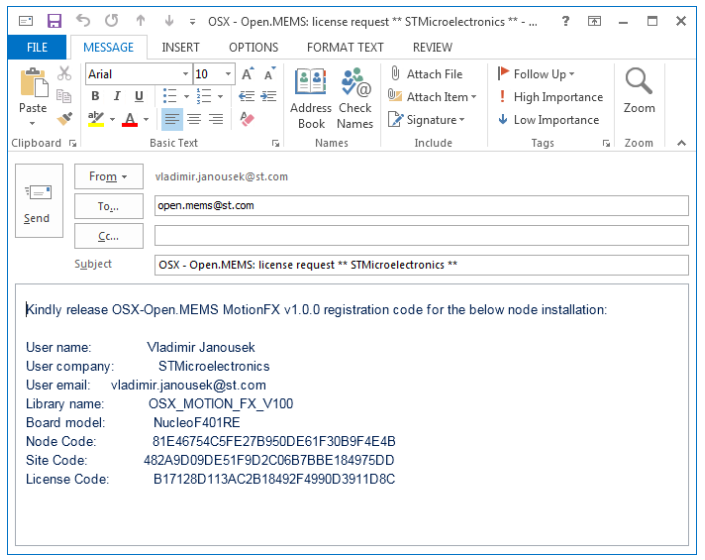 OSX - Open.MEMS: license request ** STMicroelectronics ** - ...
?
FILE MESSAGE INSERT OPTIONS FORMAT TEXT REVIEW
Paste
Clipboard
Arial 10 A A
B I U
aby A
Basic Text
Address Book
Check Names
Names
Attach File
Attach Item
Signature
Include
Follow Up
! High Importance
Low Importance
Tags
Zoom
Zoom
Send
From vladimir.janousek@st.com
To... open.mems@st.com
Cc...
Subject OSX - Open.MEMS: license request ** STMicroelectronics **
Kindly release OSX-Open.MEMS MotionFX v1.0.0 registration code for the below node installation:
User name: Vladimir Janousek
User company: STMicroelectronics
User email: vladimir.janousek@st.com
Library name: OSX_MOTION_FX_V100
Board model: NucleoF401RE
Node Code: 81E46754C5FE27B950DE61F30B9F4E4B
Site Code: 482A9D09DE51F9D2C06B7BBE184975DD
License Code: B17128D113AC2B18492F4990D3911D8C